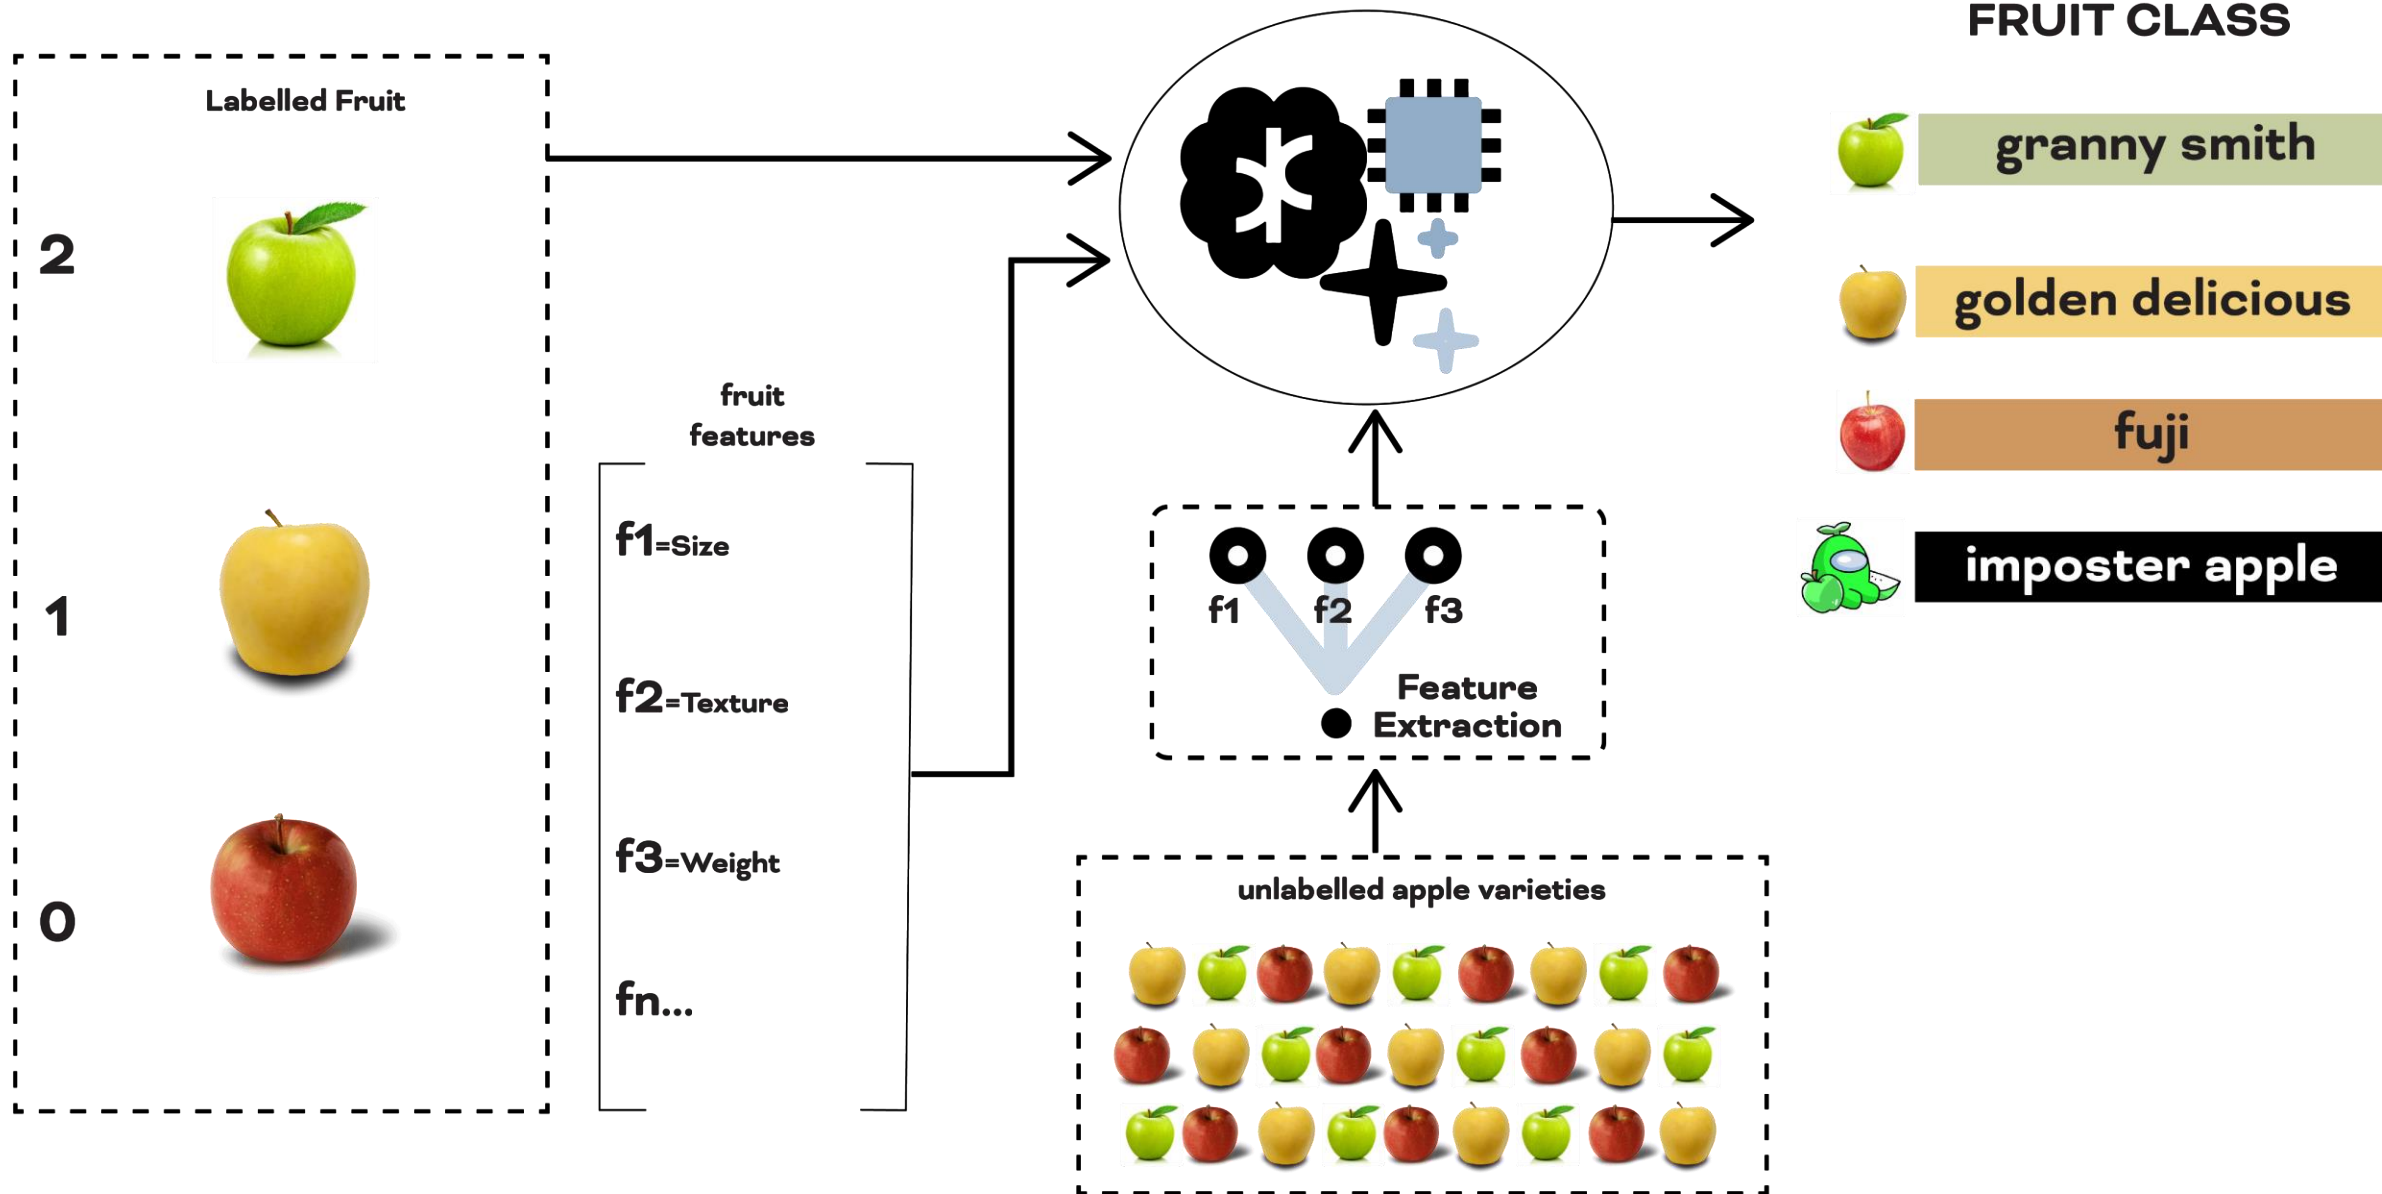 Labelled Fruit
2
1
0
fruit
features
f1=Size
f2=Texture
f3=Weight
fn...
f1 f2 f3
Feature
Extraction
unlabelled apple varieties
FRUIT CLASS
granny smith
golden delicious
fuji
imposter apple